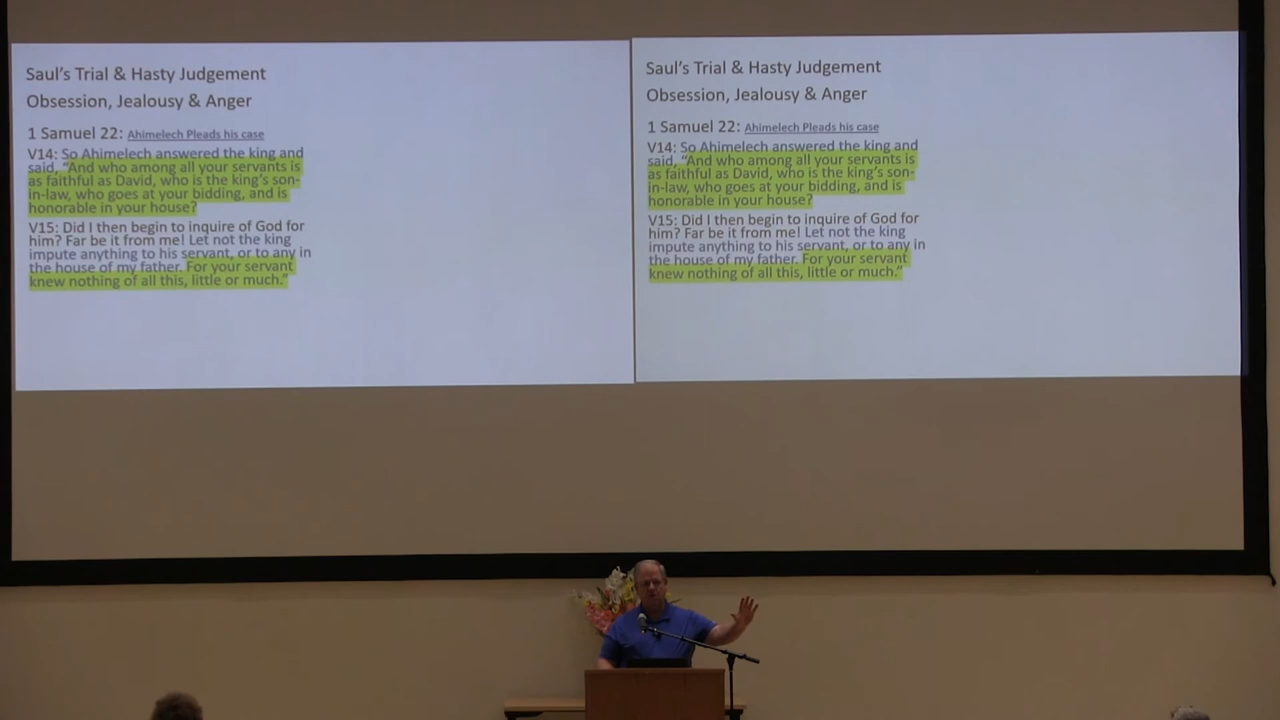 Saul's Trial & Hasty Judgement
Obsession, Jealousy & Anger
1 Samuel 22: Ahimelech Pleads his case
V14: So Ahimelech answered the king and
said, "And who among all your servants is
as faithful as David, who is the king's son-
in-law, who goes at your bidding, and is
honorable in your house?
V15: Did I then begin to inquire of God for
him? Far be it from me! Let not the king
impute anything to his servant, or to any in
the house of my father. For your servant
knew nothing of all this, little or much."
Saul's Trial & Hasty Judgement
Obsession, Jealousy & Anger
1 Samuel 22: Ahimelech Pleads his case
V14: So Ahimelech answered the king and
said, "And who among all your servants is
as faithful as David, who is the king's son-
in-law, who goes at your bidding, and is
honorable in your house?
V15: Did I then begin to inquire of God for
him? Far be it from me! Let not the king
impute anything to his servant, or to any in
the house of my father. For your servant
knew nothing of all this, little or much."